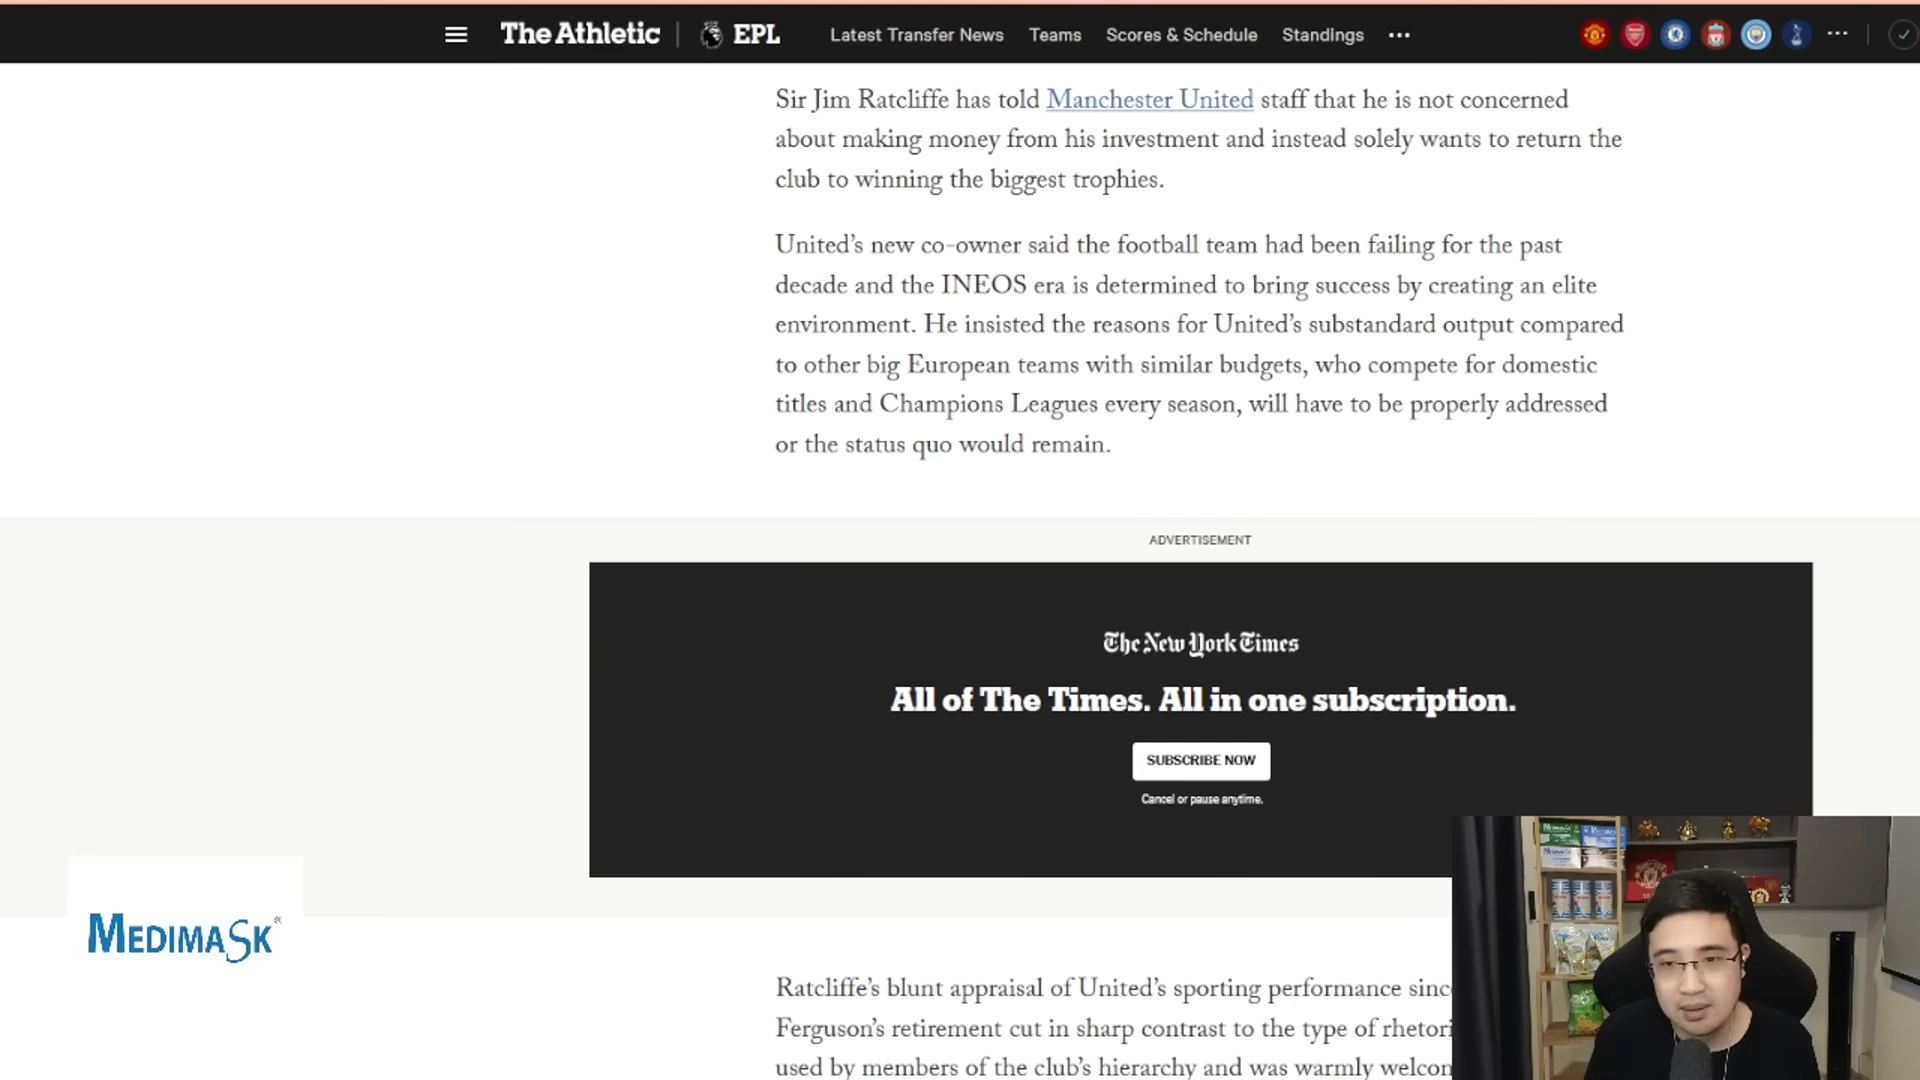 The Athletic | EPL Latest Transfer News Teams Scores & Schedule Standings
Sir Jim Ratcliffe has told Manchester United staff that he is not concerned
about making money from his investment and instead solely wants to return the
club to winning the biggest trophies.
United’s new co-owner said the football team had been failing for the past
decade and the INEOS era is determined to bring success by creating an elite
environment. He insisted the reasons for United’s substandard output compared
to other big European teams with similar budgets, who compete for domestic
titles and Champions Leagues every season, will have to be properly addressed
or the status quo would remain.
ADVERTISEMENT
The New York Times
All of The Times. All in one subscription.
SUBSCRIBE NOW
Cancel or pause anytime.
MEDIMASK®
Ratcliffe’s blunt appraisal of United’s sporting performance sinc
Ferguson’s retirement cut in sharp contrast to the type of rhetori
used by members of the club’s hierarchy and was warmly welcon